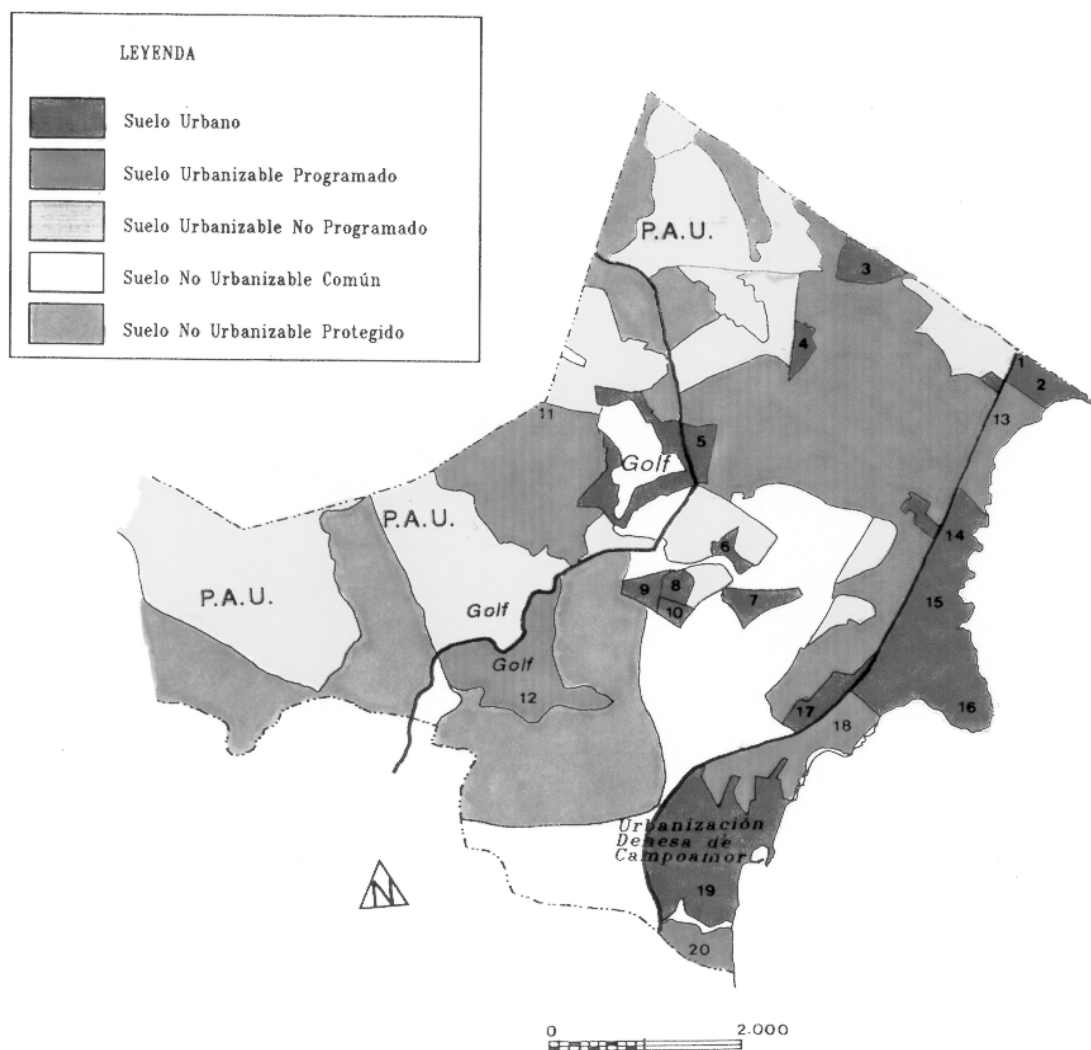 LEYENDA
Suelo Urbano
Suelo Urbanizable Programado
Suelo Urbanizable No Programado
Suelo No Urbanizable Común
Suelo No Urbanizable Protegido
P.A.U.
3
4
1
2
13
11
5
Golf
P.A.U.
14
6
P.A.U.
9
8
7
15
10
Golf
Golf
12
17
16
18
Urbanización
Dehesa de
Campoamor
N
19
20
0
2.000